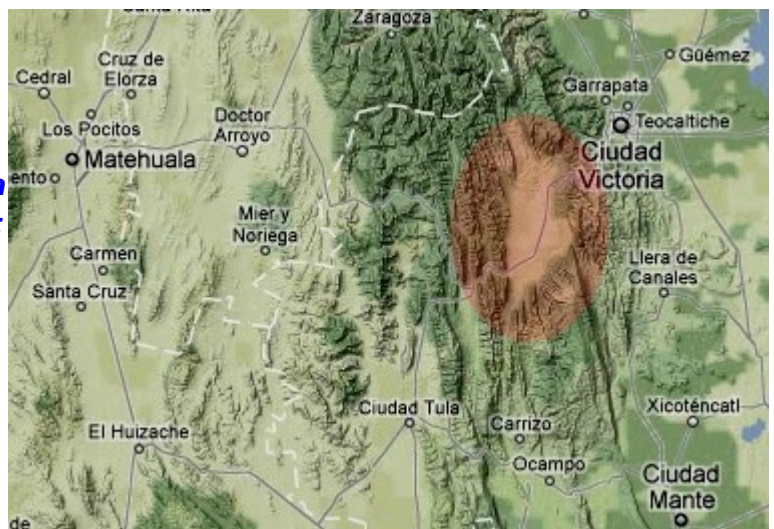 Zaragoza
Güémez
Cruz de
Elorza
Cedral
Garrapata
Los Pocitos
Doctor
Arroyo
Teocaltiche
Matehuala
Ciudad
Victoria
Mier y
Noriega
Carmen
Llera de
Canales
Santa Cruz
Ciudad Tula
Xicoténcatl
El Huizache
Carrizo
Ocampo
Ciudad
Mante
de